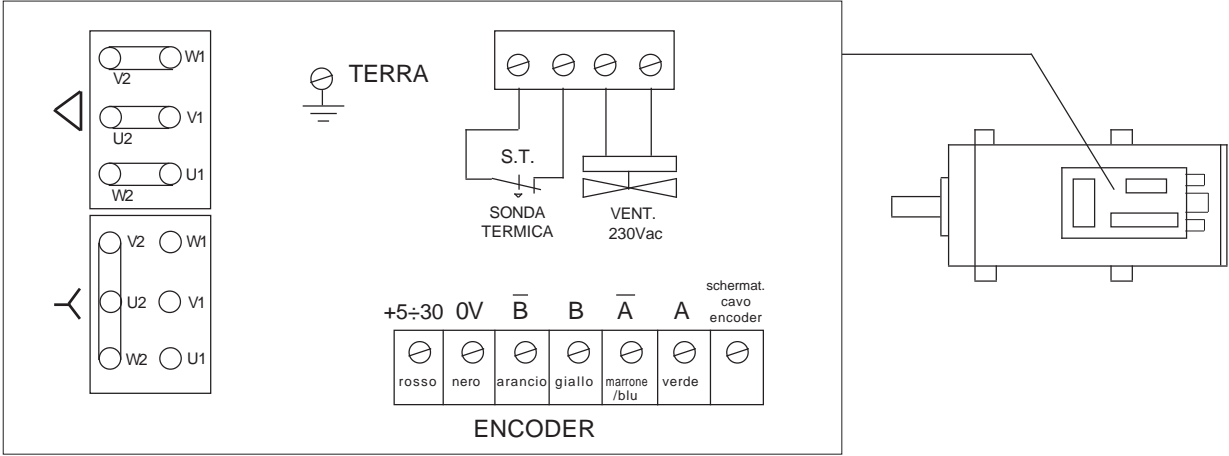 W1
V2
V1
U2
U1
W2
V2 W1
U2 V1
W2 U1
TERRA
S.T.
SONDA
TERMICA
VENT.
230Vac
+5÷30 0V B̅ B A̅ A
schermat.
cavo
encoder
rosso nero arancio giallo marrone
/blu verde
ENCODER